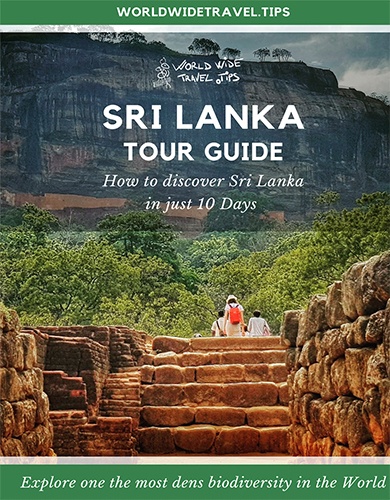 WORLDWIDETRAVEL.TIPS
WORLD WIDE
TRAVEL.TIPS
SRI LANKA
TOUR GUIDE
How to discover Sri Lanka
in just 10 Days
Explore one the most dens biodiversity in the World